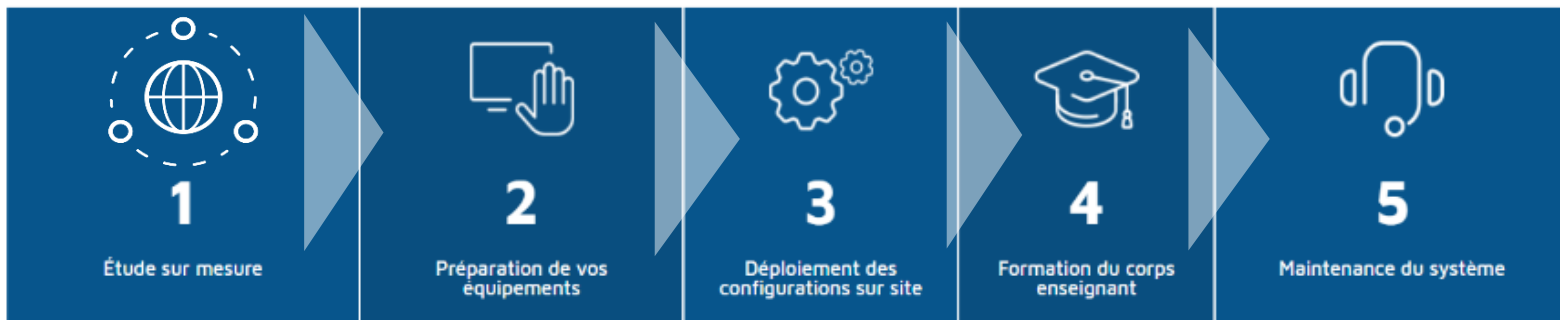 1
Étude sur mesure
2
Préparation de vos
équipements
3
Déploiement des
configurations sur site
4
Formation du corps
enseignant
5
Maintenance du système